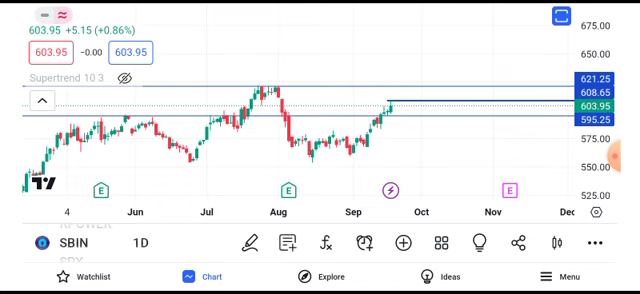 603.95 +5.15 (+0.86%)
603.95 -0.00 603.95
Supertrend 10 3
675.00
650.00
621.25
608.65
603.95
595.25
575.00
550.00
525.00
E E E
4 Jun Jul Aug Sep Oct Nov Dec
SBIN 1D
Watchlist Chart Explore Ideas Menu